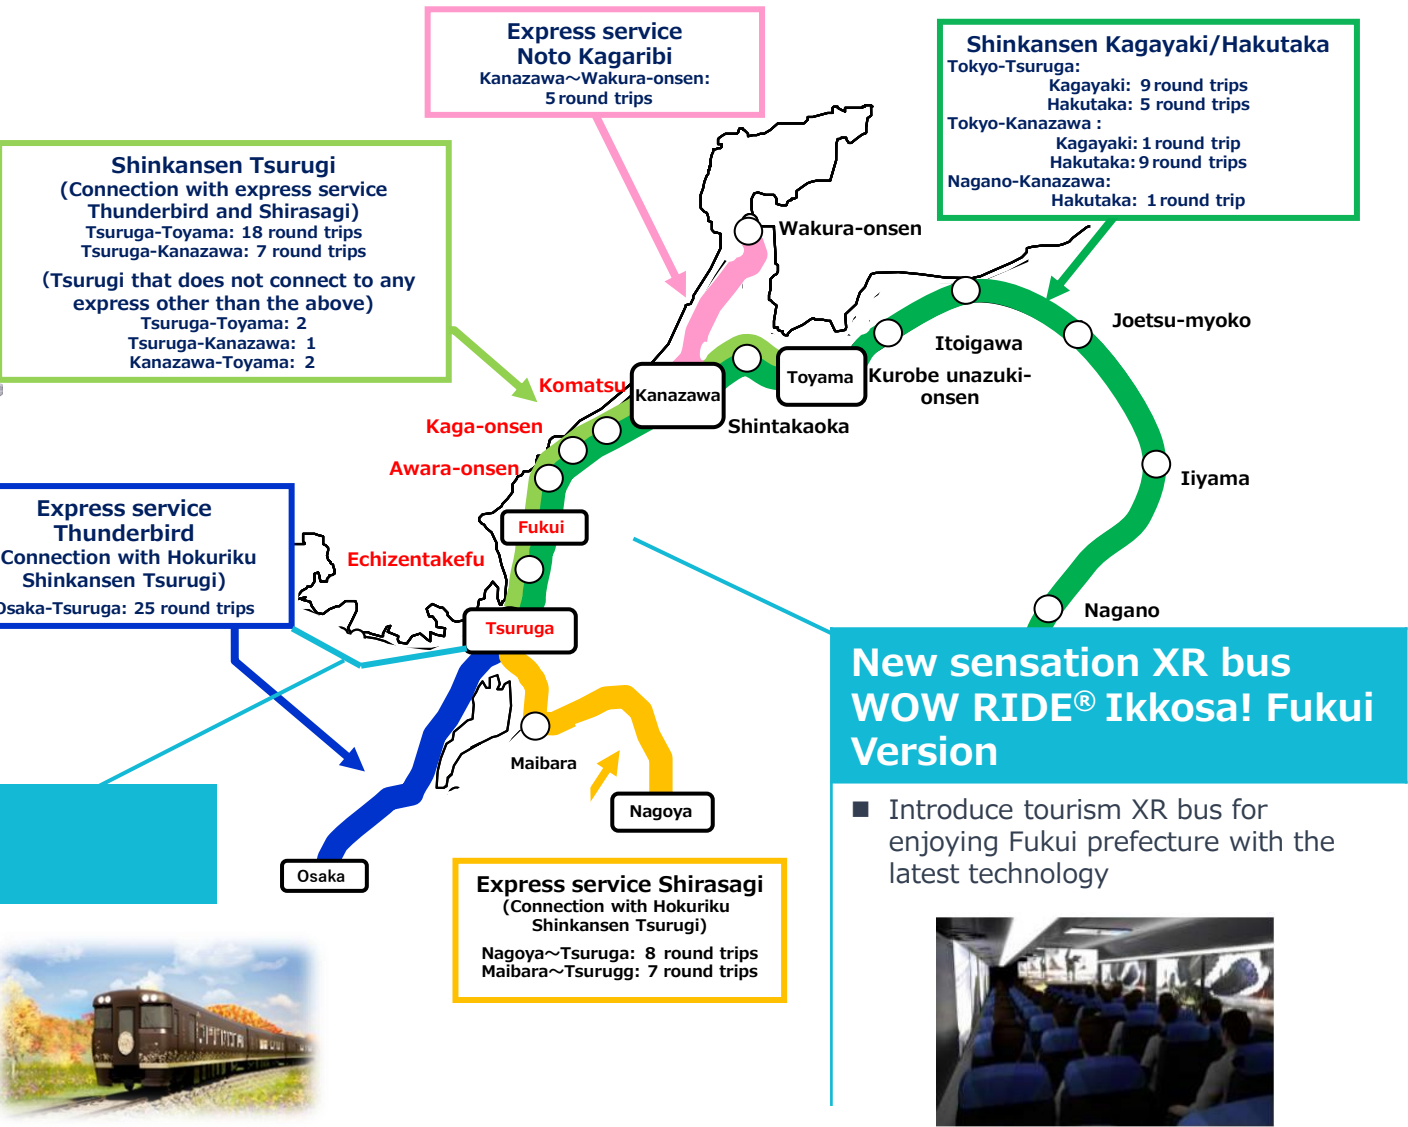 Express service
Noto Kagaribi
Kanazawa～Wakura-onsen:
5 round trips
Shinkansen Kagayaki/Hakutaka
Tokyo-Tsuruga:
Kagayaki: 9 round trips
Hakutaka: 5 round trips
Tokyo-Kanazawa :
Kagayaki: 1 round trip
Hakutaka: 9 round trips
Nagano-Kanazawa:
Hakutaka: 1 round trip
Shinkansen Tsurugi
(Connection with express service
Thunderbird and Shirasagi)
Tsuruga-Toyama: 18 round trips
Tsuruga-Kanazawa: 7 round trips
(Tsurugi that does not connect to any
express other than the above)
Tsuruga-Toyama: 2
Tsuruga-Kanazawa: 1
Kanazawa-Toyama: 2
Wakura-onsen
Joetsu-myoko
Itoigawa
Kurobe unazuki-
onsen
Toyama
Komatsu
Kanazawa
Shintakaoka
Kaga-onsen
Awara-onsen
Iiyama
Fukui
Echizentakefu
Nagano
Tsuruga
Express service
Thunderbird
Connection with Hokuriku
Shinkansen Tsurugi)
Osaka-Tsuruga: 25 round trips
Maibara
Nagoya
Osaka
New sensation XR bus
WOW RIDE® Ikkosa! Fukui
Version
■ Introduce tourism XR bus for
enjoying Fukui prefecture with the
latest technology
Express service Shirasagi
(Connection with Hokuriku
Shinkansen Tsurugi)
Nagoya～Tsuruga: 8 round trips
Maibara～Tsurugg: 7 round trips